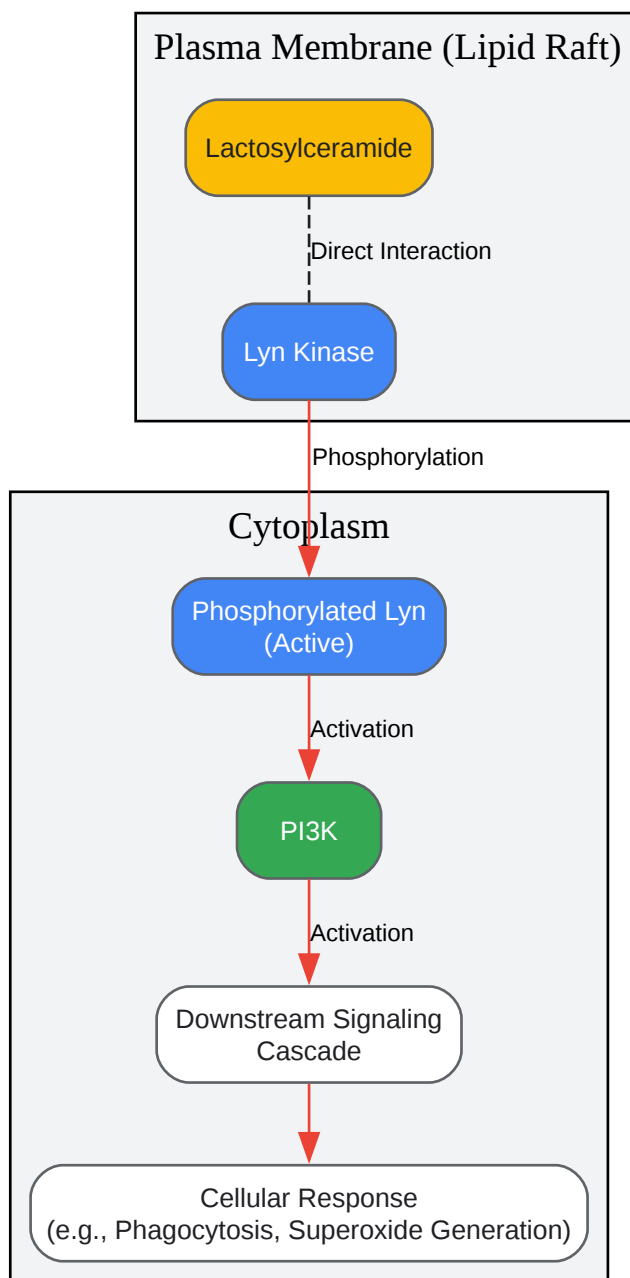 Plasma Membrane (Lipid Raft)
Lactosylceramide
Direct Interaction
Lyn Kinase
Phosphorylation
Cytoplasm
Phosphorylated Lyn
(Active)
Activation
PI3K
Activation
Downstream Signaling
Cascade
Cellular Response
(e.g., Phagocytosis, Superoxide Generation)